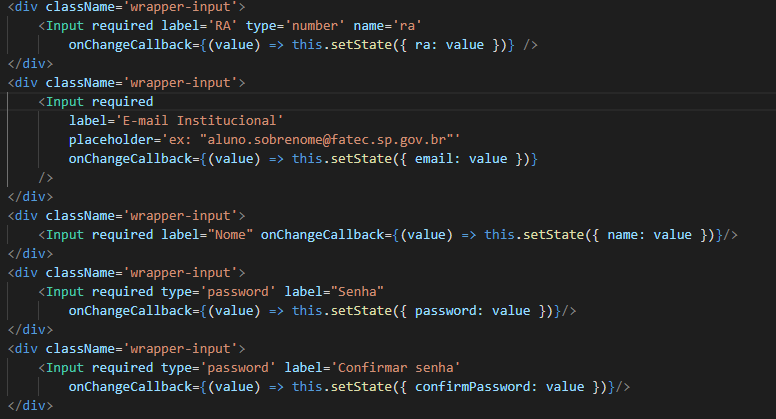 <div className='wrapper-input'>
<Input required label='RA' type='number' name='ra'
onChangeCallback={(value) => this.setState({ ra: value })} />
</div>
<div className='wrapper-input'>
<Input required
label='E-mail Institucional'
placeholder='ex: "aluno.sobrenome@fatec.sp.gov.br"'
onChangeCallback={(value) => this.setState({ email: value })}
/>
</div>
<div className='wrapper-input'>
<Input required label="Nome" onChangeCallback={(value) => this.setState({ name: value })}/>
</div>
<div className='wrapper-input'>
<Input required type='password' label="Senha"
onChangeCallback={(value) => this.setState({ password: value })}/>
</div>
<div className='wrapper-input'>
<Input required type='password' label='Confirmar senha'
onChangeCallback={(value) => this.setState({ confirmPassword: value })}/>
</div>